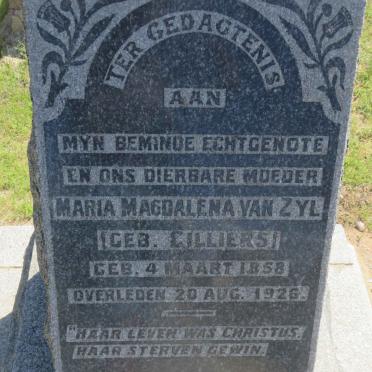 TER GEDACTENIS
AAN
MYN BEMINDE ECHTGENOTE
EN ONS DIERBARE MOEDER
MARIA MAGDALENA VAN ZYL
(GEB. CILLIERS)
GEB. 4 MAART 1858
OVERLEDEN 20 AUG. 1926.
"HAAR LEVEN WAS CHRISTUS,
HAAR STERVEN GEWIN.